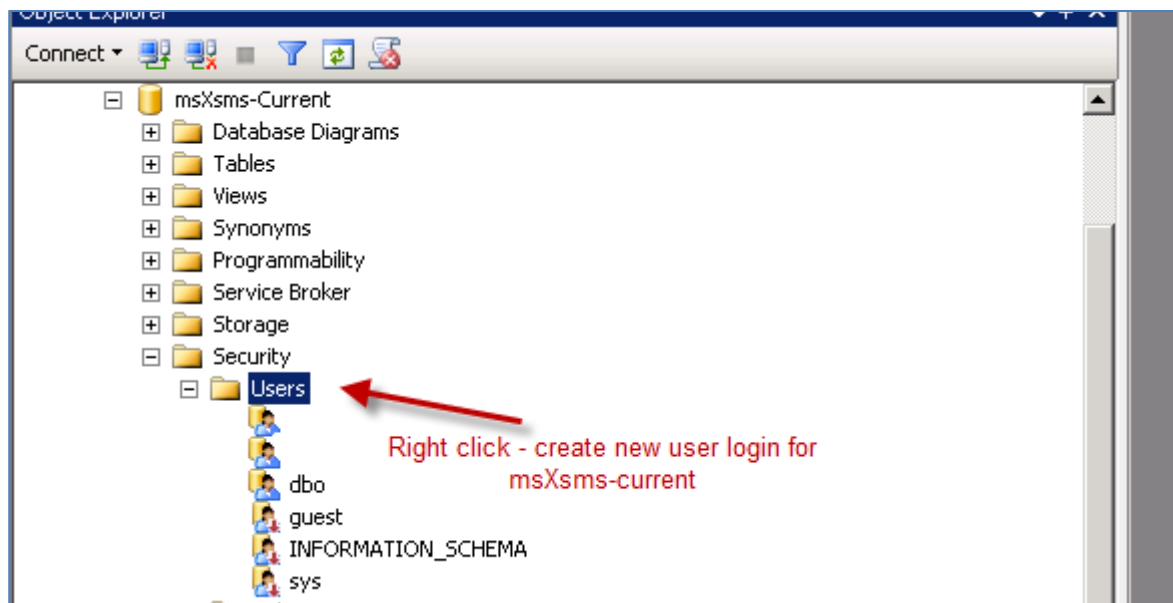 Object Explorer
Connect
msXsms-Current
Database Diagrams
Tables
Views
Synonyms
Programmability
Service Broker
Storage
Security
Users
Right click - create new user login for
msXsms-current
dbo
guest
INFORMATION_SCHEMA
sys